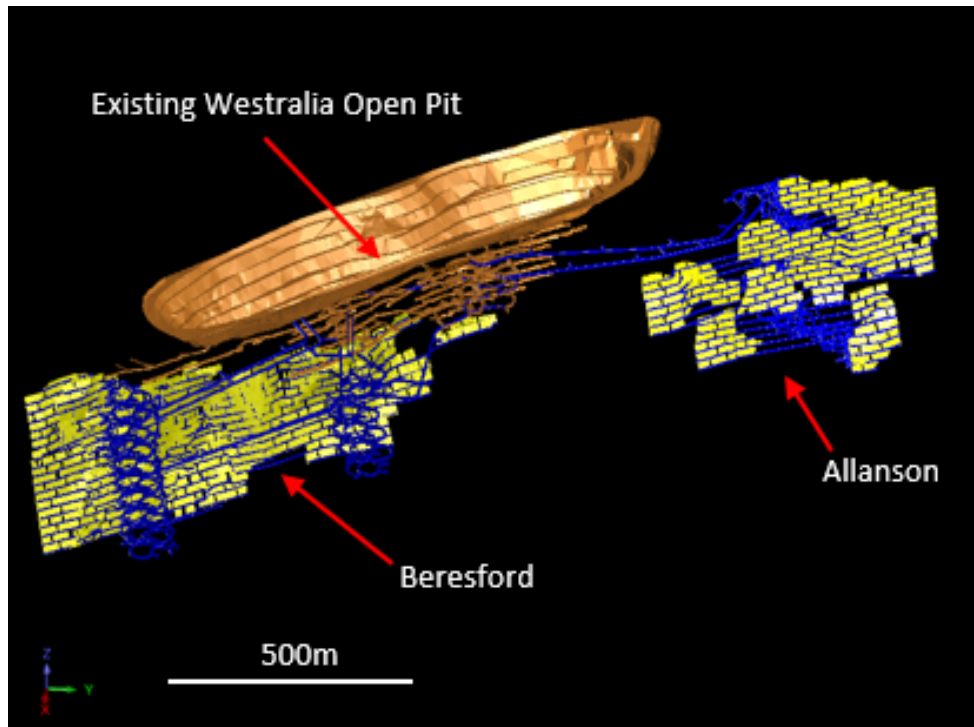 Existing Westralia Open Pit
Allanson
Beresford
500m
Z
Y
X